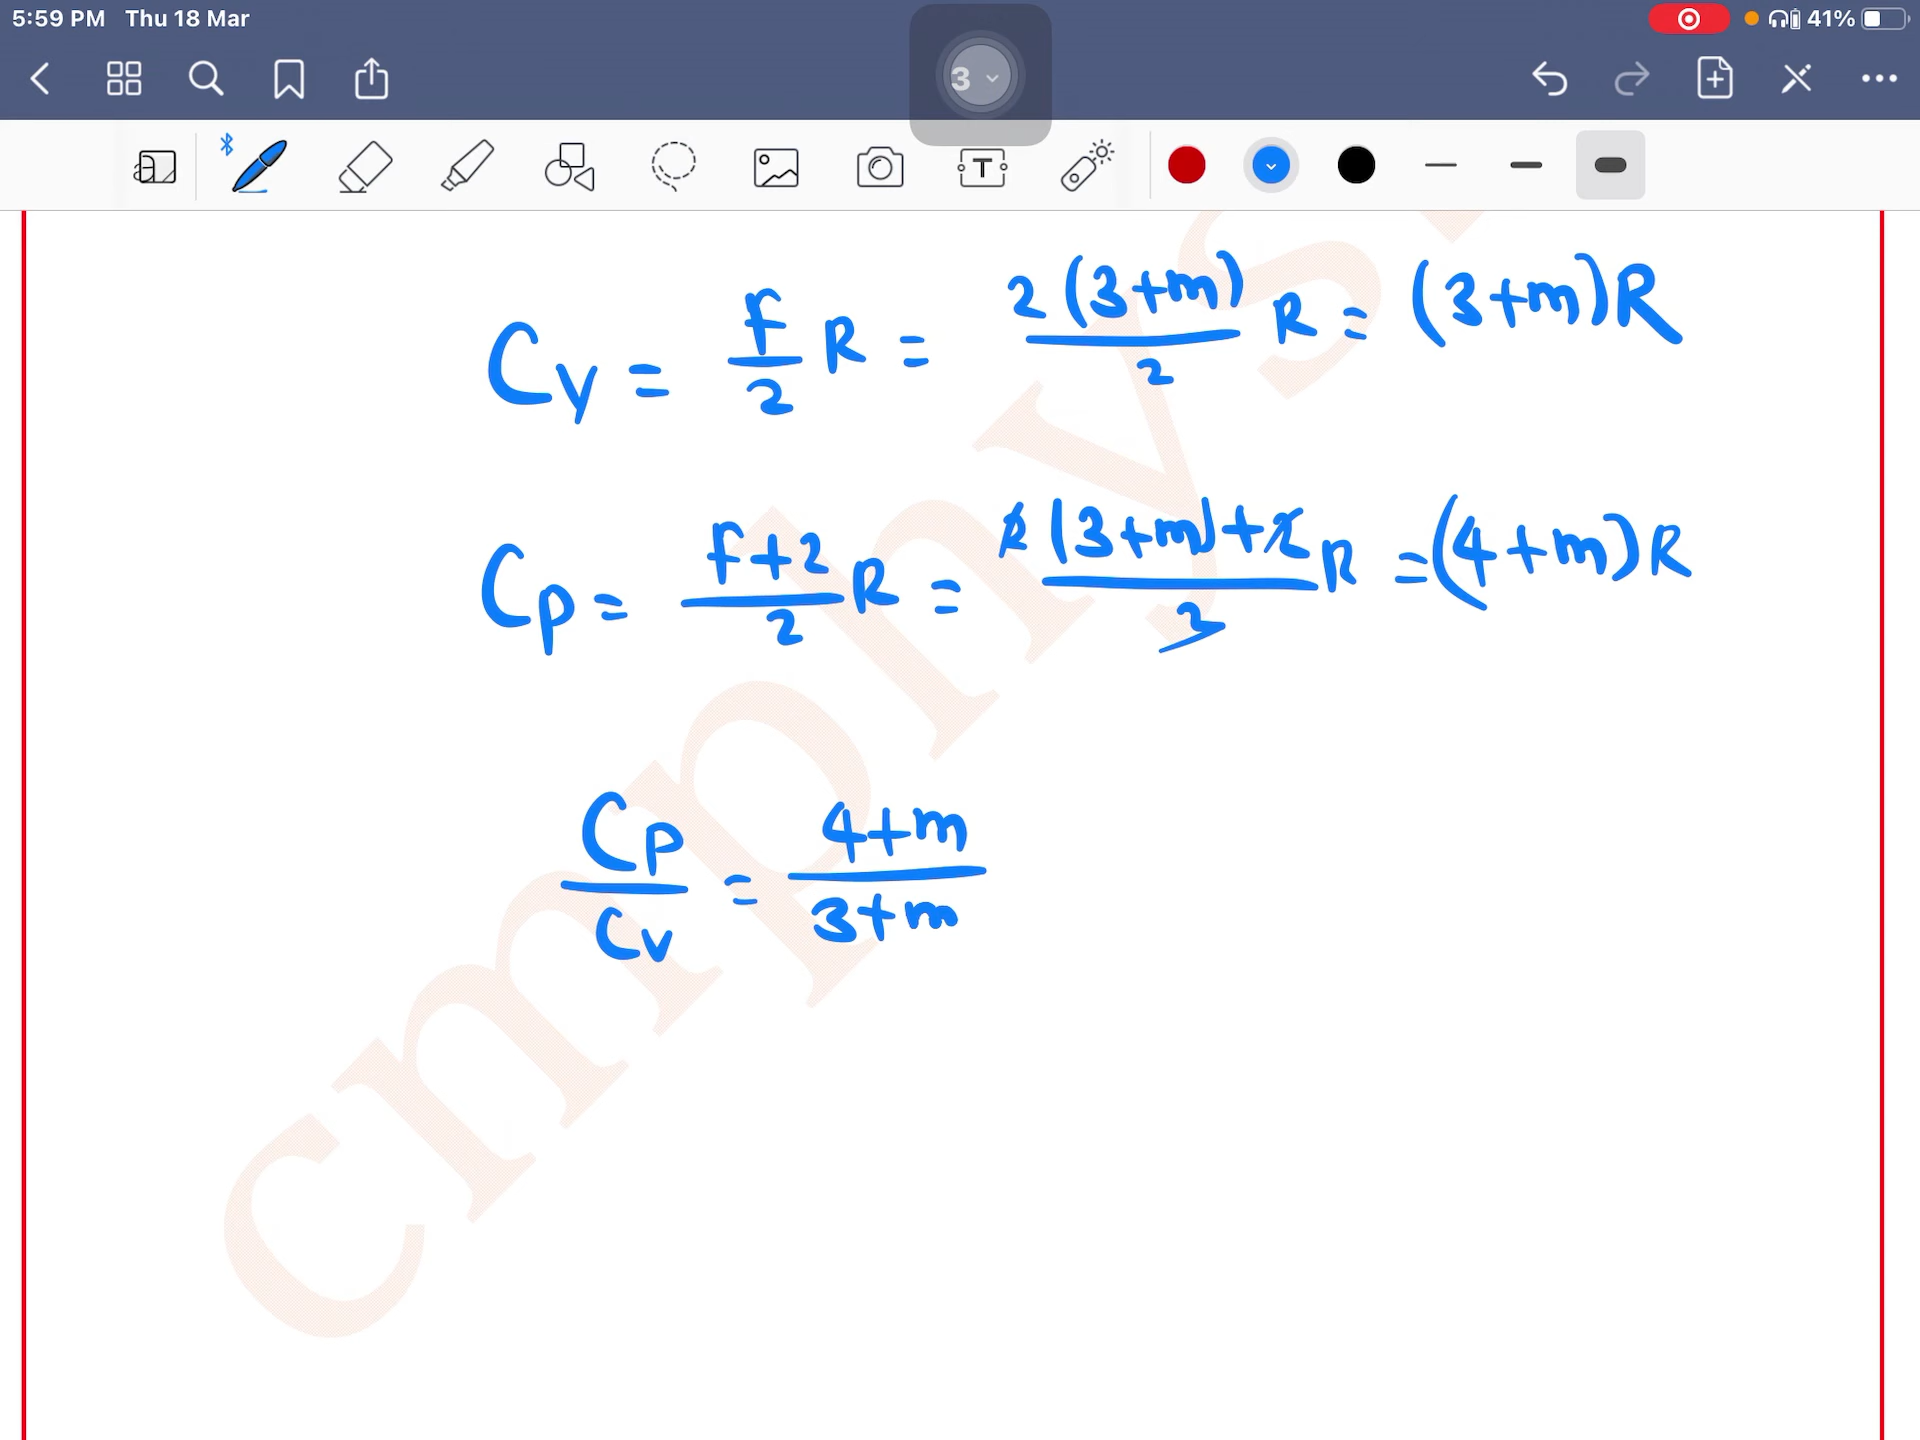 5:59 PM Thu 18 Mar
41%
3
T
Cv = f/2 R = 2(3+m)/2 R = (3+m)R
Cp = f+2/2 R = 2(3+m)+2/2 R = (4+m)R
Cp/Cv = 4+m/3+m
cmphys.